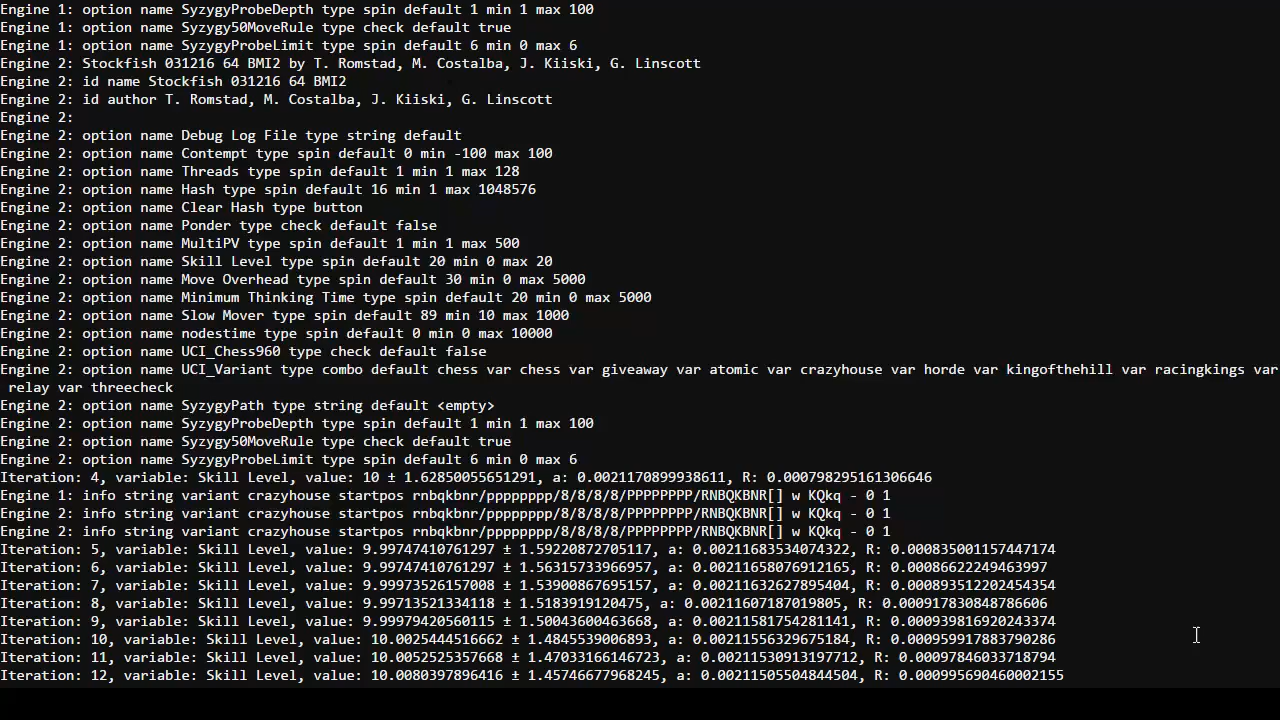 Engine 1: option name SyzygyProbeDepth type spin default 1 min 1 max 100
Engine 1: option name Syzygy50MoveRule type check default true
Engine 1: option name SyzygyProbeLimit type spin default 6 min 0 max 6
Engine 2: Stockfish 031216 64 BMI2 by T. Romstad, M. Costalba, J. Kiiski, G. Linscott
Engine 2: id name Stockfish 031216 64 BMI2
Engine 2: id author T. Romstad, M. Costalba, J. Kiiski, G. Linscott
Engine 2:
Engine 2: option name Debug Log File type string default
Engine 2: option name Contempt type spin default 0 min -100 max 100
Engine 2: option name Threads type spin default 1 min 1 max 128
Engine 2: option name Hash type spin default 16 min 1 max 1048576
Engine 2: option name Clear Hash type button
Engine 2: option name Ponder type check default false
Engine 2: option name MultiPV type spin default 1 min 1 max 500
Engine 2: option name Skill Level type spin default 20 min 0 max 20
Engine 2: option name Move Overhead type spin default 30 min 0 max 5000
Engine 2: option name Minimum Thinking Time type spin default 20 min 0 max 5000
Engine 2: option name Slow Mover type spin default 89 min 10 max 1000
Engine 2: option name nodestime type spin default 0 min 0 max 10000
Engine 2: option name UCI_Chess960 type check default false
Engine 2: option name UCI_Variant type combo default chess var chess var giveaway var atomic var crazyhouse var horde var kingofthehill var racingkings var
relay var threecheck
Engine 2: option name SyzygyPath type string default <empty>
Engine 2: option name SyzygyProbeDepth type spin default 1 min 1 max 100
Engine 2: option name Syzygy50MoveRule type check default true
Engine 2: option name SyzygyProbeLimit type spin default 6 min 0 max 6
Iteration: 4, variable: Skill Level, value: 10 ± 1.62850055651291, a: 0.0021170899938611, R: 0.000798295161306646
Engine 1: info string variant crazyhouse startpos rnbqkbnr/pppppppp/8/8/8/8/PPPPPPPP/RNBQKBNR[] w KQkq - 0 1
Engine 2: info string variant crazyhouse startpos rnbqkbnr/pppppppp/8/8/8/8/PPPPPPPP/RNBQKBNR[] w KQkq - 0 1
Engine 2: info string variant crazyhouse startpos rnbqkbnr/pppppppp/8/8/8/8/PPPPPPPP/RNBQKBNR[] w KQkq - 0 1
Iteration: 5, variable: Skill Level, value: 9.99747410761297 ± 1.59220872705117, a: 0.00211683534074322, R: 0.000835001157447174
Iteration: 6, variable: Skill Level, value: 9.99747410761297 ± 1.56315733966957, a: 0.00211658076912165, R: 0.00086622249463997
Iteration: 7, variable: Skill Level, value: 9.99973526157008 ± 1.53900867695157, a: 0.00211632627895404, R: 0.000893512202454354
Iteration: 8, variable: Skill Level, value: 9.99713521334118 ± 1.5183919120475, a: 0.00211607187019805, R: 0.000917830848786606
Iteration: 9, variable: Skill Level, value: 9.99979420560115 ± 1.50043600463668, a: 0.00211581754281141, R: 0.000939816920243374
Iteration: 10, variable: Skill Level, value: 10.0025444516662 ± 1.4845539006893, a: 0.00211556329675184, R: 0.000959917883790286
Iteration: 11, variable: Skill Level, value: 10.0052525357668 ± 1.47033166146723, a: 0.00211530913197712, R: 0.00097846033718794
Iteration: 12, variable: Skill Level, value: 10.0080397896416 ± 1.45746677968245, a: 0.00211505504844504, R: 0.000995690460002155